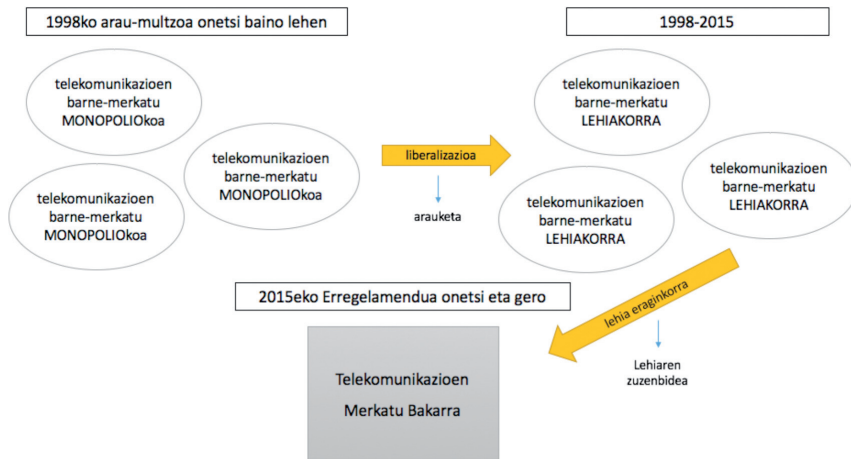 1998ko arau-multzoa onetsi baino lehen
1998-2015
telekomunikazioen
barne-merkatu
MONOPOLIOkoa
telekomunikazioen
barne-merkatu
MONOPOLIOkoa
telekomunikazioen
barne-merkatu
MONOPOLIOkoa
liberalizazioa
arauketa
telekomunikazioen
barne-merkatu
LEHIAKORRA
telekomunikazioen
barne-merkatu
LEHIAKORRA
telekomunikazioen
barne-merkatu
LEHIAKORRA
lehia eraginkorra
Lehiaren
zuzenbidea
2015eko Erregelamendua onetsi eta gero
Telekomunikazioen
Merkatu Bakarra